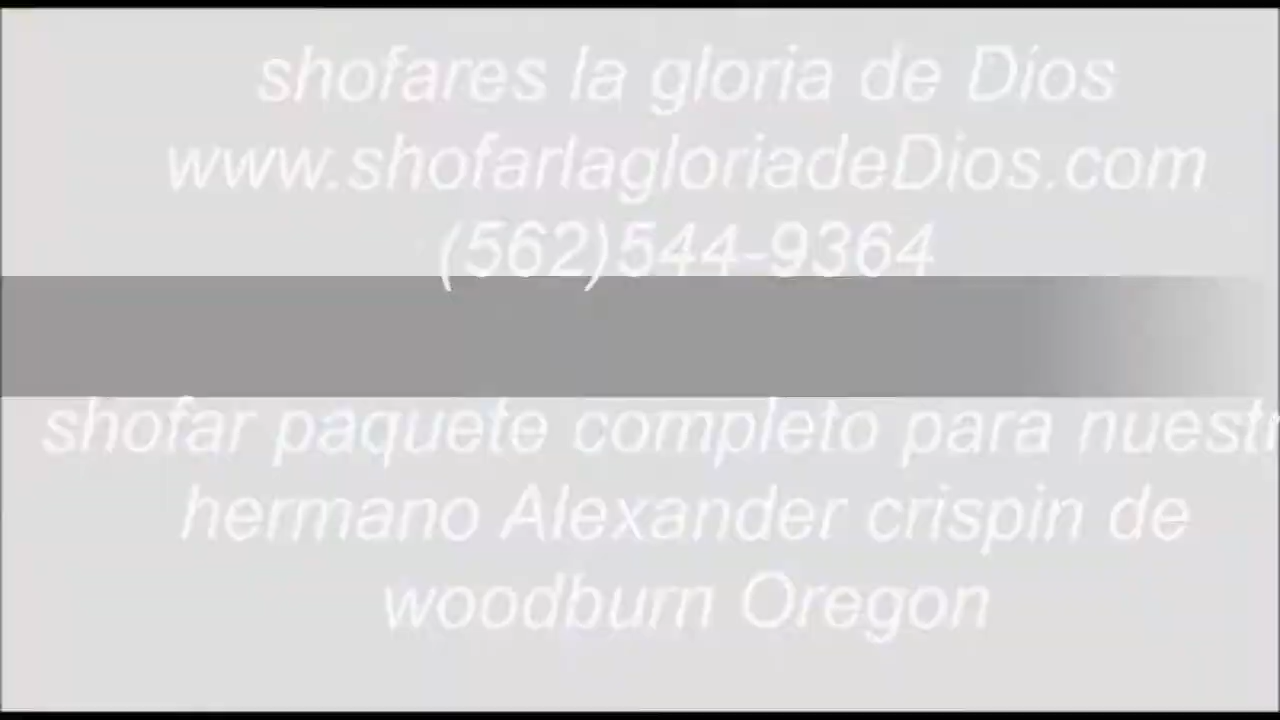 shofares la gloria de Dios
www.shofarlagloriadeDios.com
(562)544-9364
shofar paquete completo para
hermano Alexander crispin de
woodburn Oregon